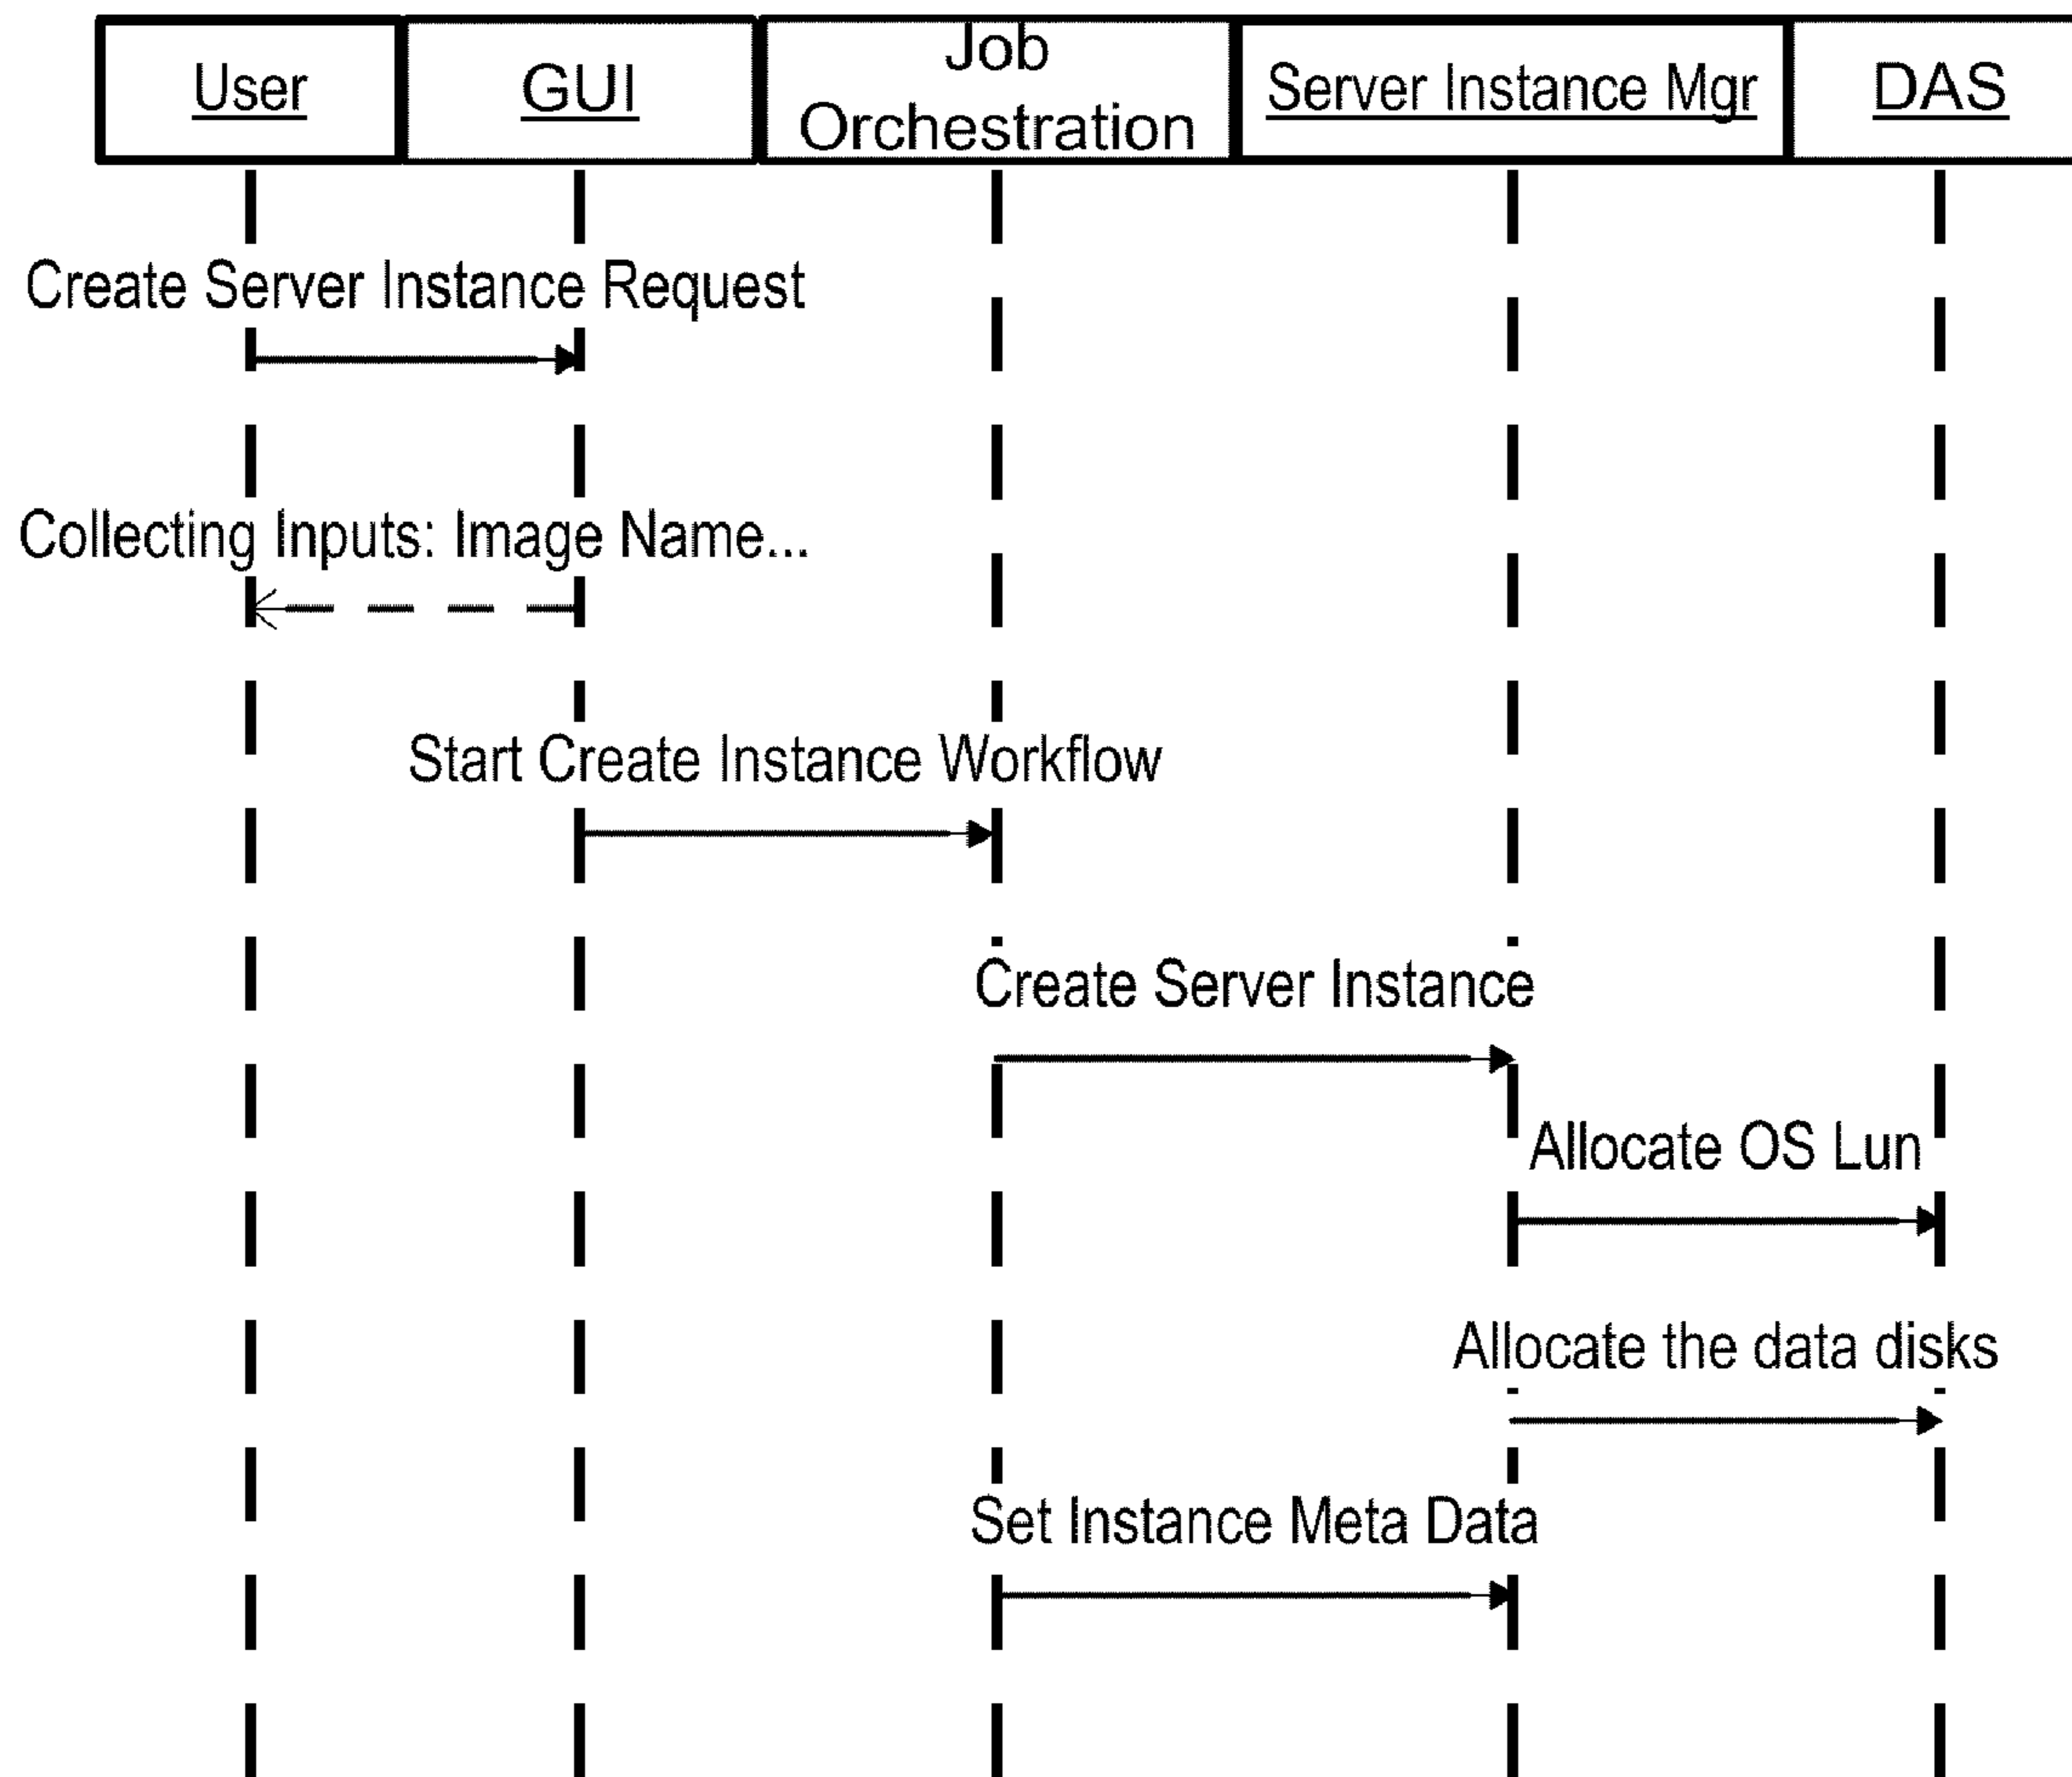 User
GUI
Job
Orchestration
Server Instance Mgr
DAS
Create Server Instance Request
Collecting Inputs: Image Name...
Start Create Instance Workflow
Create Server Instance
Allocate OS Lun
Allocate the data disks
Set Instance Meta Data